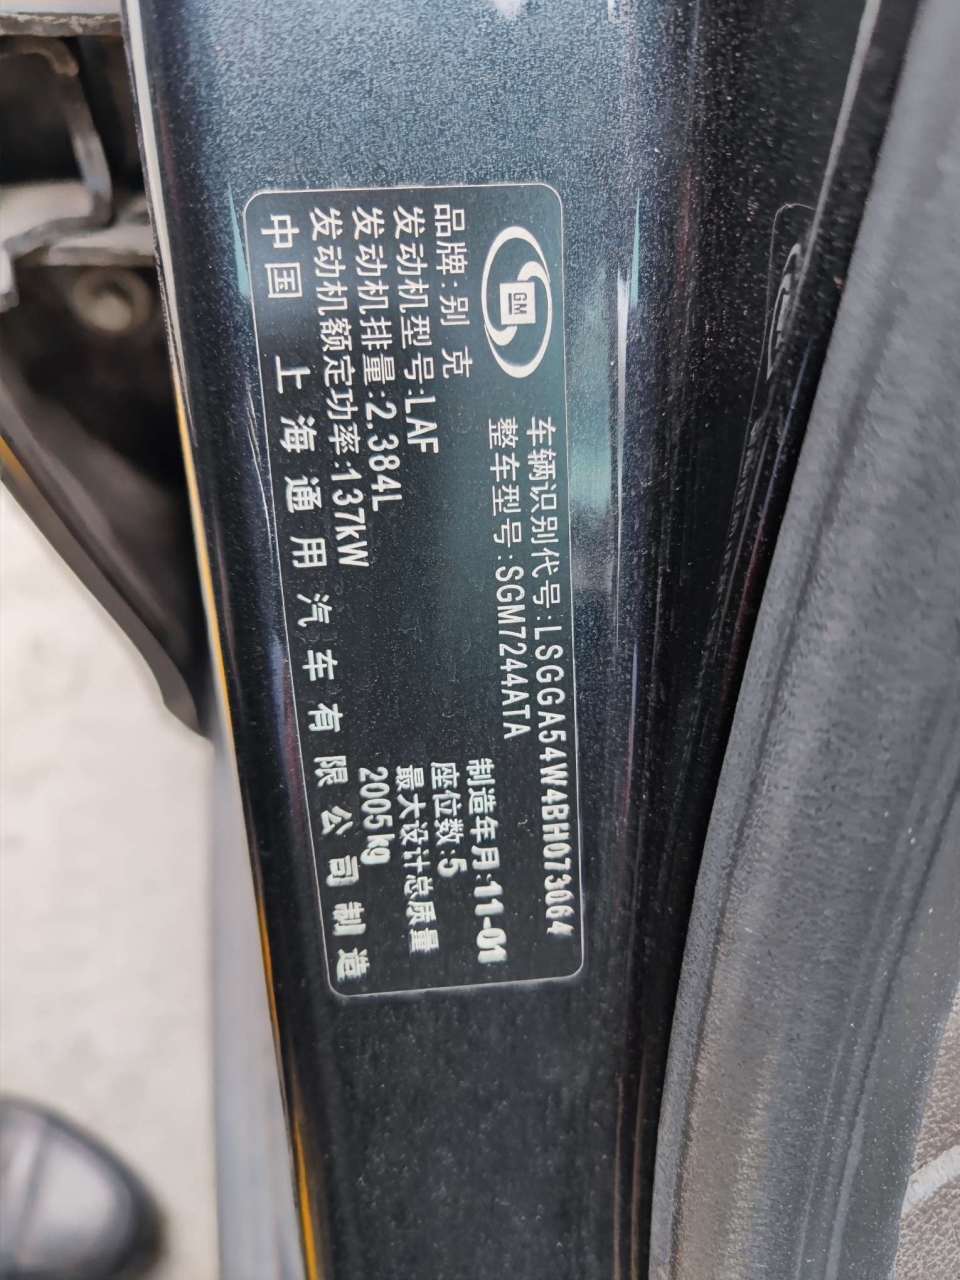 GM
车辆识别代号:LSGGA54W4BH073064
整车型号:SGM7244ATA
品牌:别 克
制造年月:11-01
发动机型号:LAF
座位数:5
发动机排量:2.384L
最大设计总质量
发动机额定功率:137kW
2005kg
中国 上海通用汽车有限公司制造